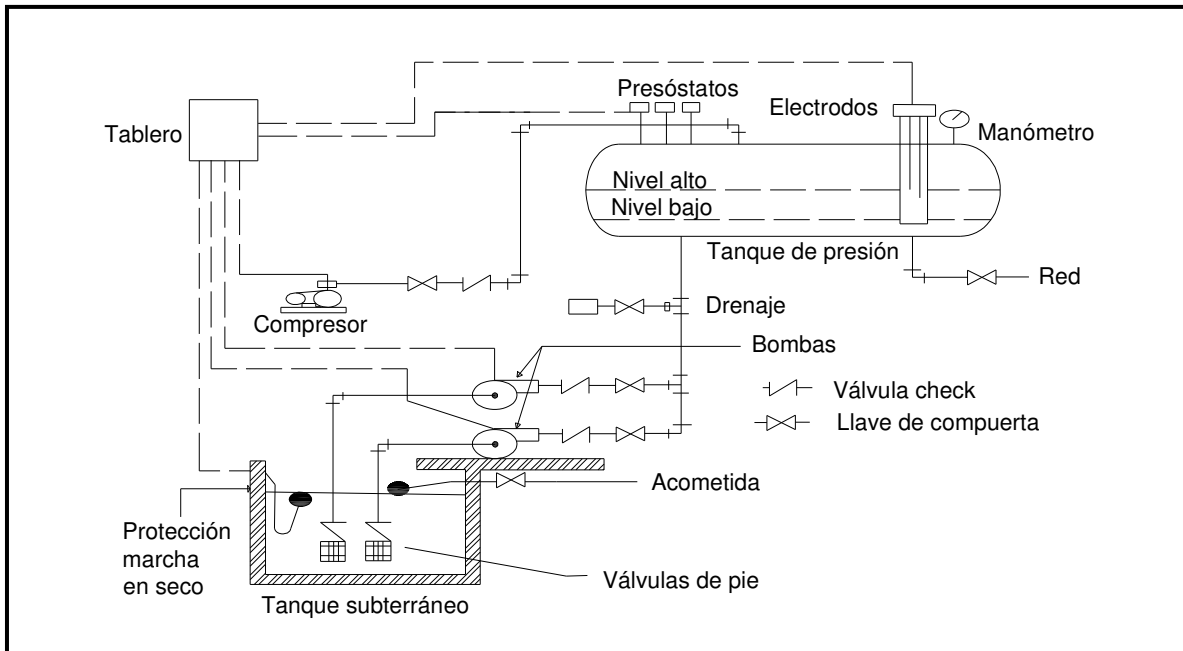 Presóstatos
Electrodos
Tablero
Manómetro
Nivel alto
Nivel bajo
Tanque de presión
Red
Compresor
Drenaje
Bombas
Válvula check
Llave de compuerta
Acometida
Protección
marcha
en seco
Válvulas de pie
Tanque subterráneo